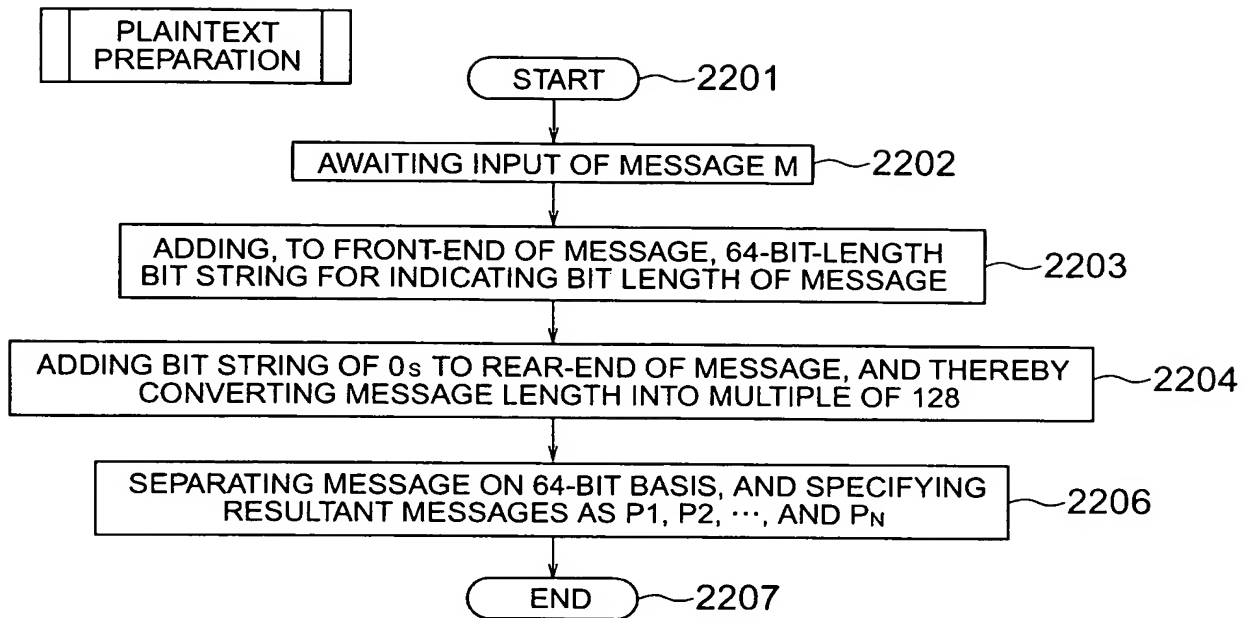 PLAINTEXT
PREPARATION
START 2201
AWAITING INPUT OF MESSAGE M 2202
ADDING, TO FRONT-END OF MESSAGE, 64-BIT-LENGTH
BIT STRING FOR INDICATING BIT LENGTH OF MESSAGE
2203
ADDING BIT STRING OF 0s TO REAR-END OF MESSAGE, AND THEREBY
CONVERTING MESSAGE LENGTH INTO MULTIPLE OF 128
2204
SEPARATING MESSAGE ON 64-BIT BASIS, AND SPECIFYING
RESULTANT MESSAGES AS P1, P2, ⋯, AND PN
2206
END 2207